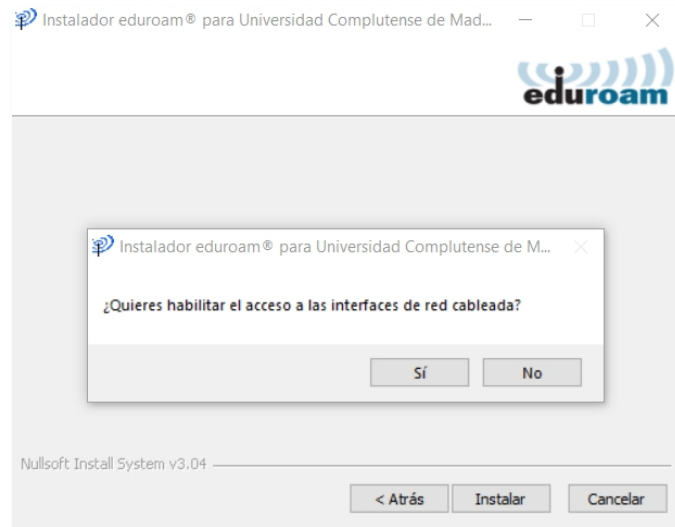 Instalador eduroam® para Universidad Complutense de Mad...
eduroam
Instalador eduroam® para Universidad Complutense de M...
¿Quieres habilitar el acceso a las interfaces de red cableada?
Sí No
Nullsoft Install System v3.04
< Atrás Instalar Cancelar